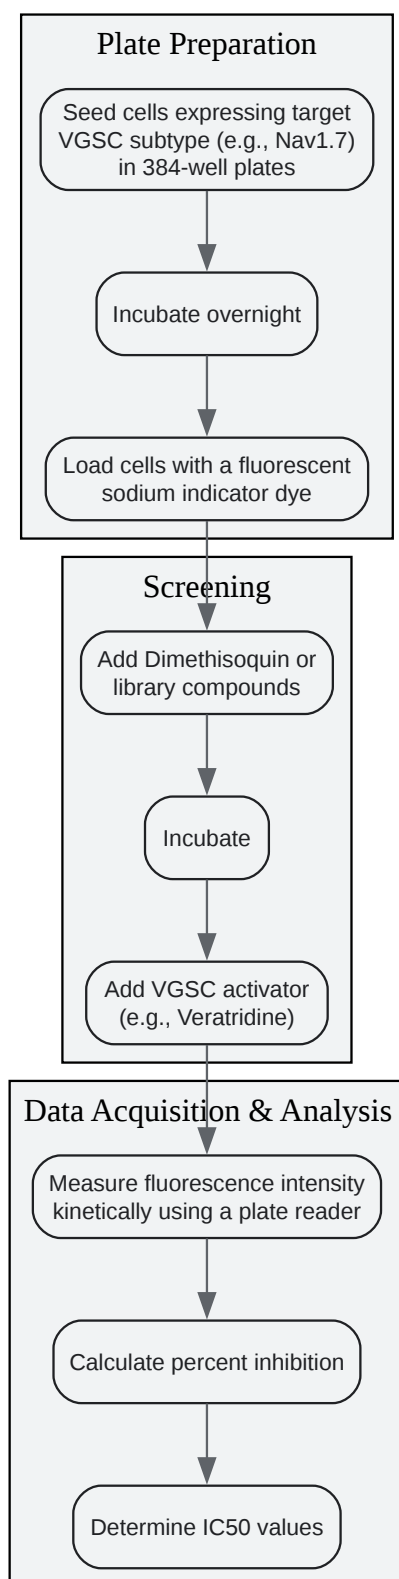 Plate Preparation
Seed cells expressing target
VGSC subtype (e.g., Nav1.7)
in 384-well plates
Incubate overnight
Load cells with a fluorescent
sodium indicator dye
Screening
Add Dimethisoquin or
library compounds
Incubate
Add VGSC activator
(e.g., Veratridine)
Data Acquisition & Analysis
Measure fluorescence intensity
kinetically using a plate reader
Calculate percent inhibition
Determine IC50 values